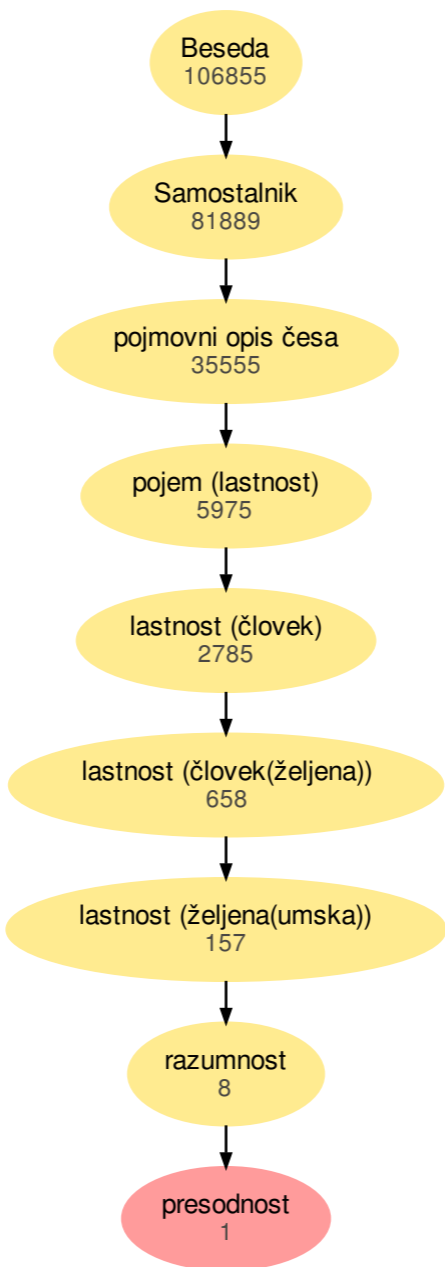 Beseda
106855
Samostalnik
81889
pojmovni opis česa
35555
pojem (lastnost)
5975
lastnost (človek)
2785
lastnost (človek(željena))
658
lastnost (željena(umska))
157
razumnost
8
presodnost
1